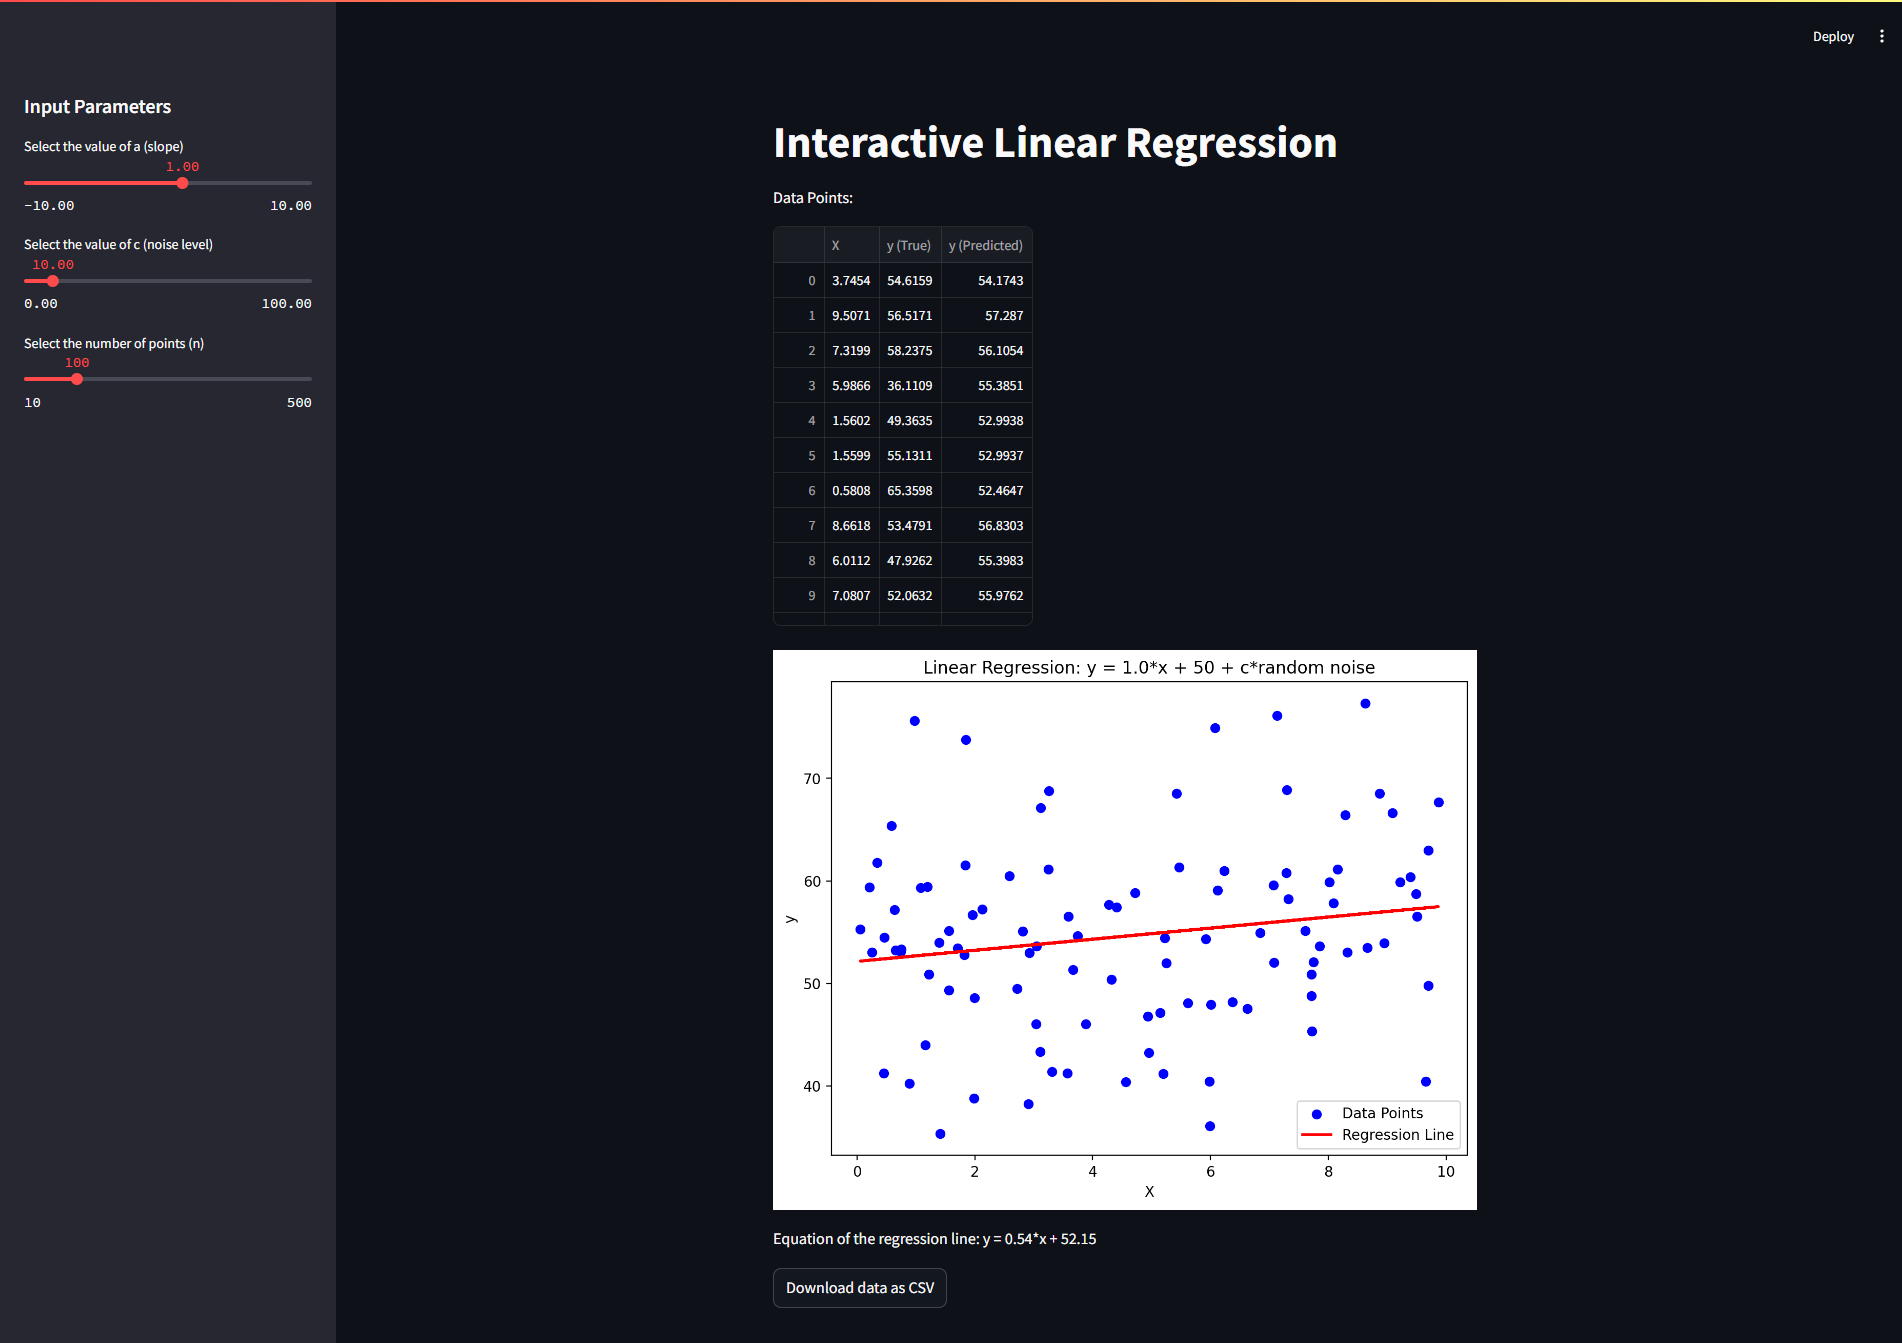 Deploy
Input Parameters
Select the value of a (slope)
1.00
-10.00 10.00
Select the value of c (noise level)
10.00
0.00 100.00
Select the number of points (n)
100
10 500
Interactive Linear Regression
Data Points:
X y (True) y (Predicted)
0 3.7454 54.6159 54.1743
1 9.5071 56.5171 57.287
2 7.3199 58.2375 56.1054
3 5.9866 36.1109 55.3851
4 1.5602 49.3635 52.9938
5 1.5599 55.1311 52.9937
6 0.5808 65.3598 52.4647
7 8.6618 53.4791 56.8303
8 6.0112 47.9262 55.3983
9 7.0807 52.0632 55.9762
Linear Regression: y = 1.0*x + 50 + c*random noise
70
60
y
50
40
Data Points
Regression Line
0 2 4 6 8 10
X
Equation of the regression line: y = 0.54*x + 52.15
Download data as CSV